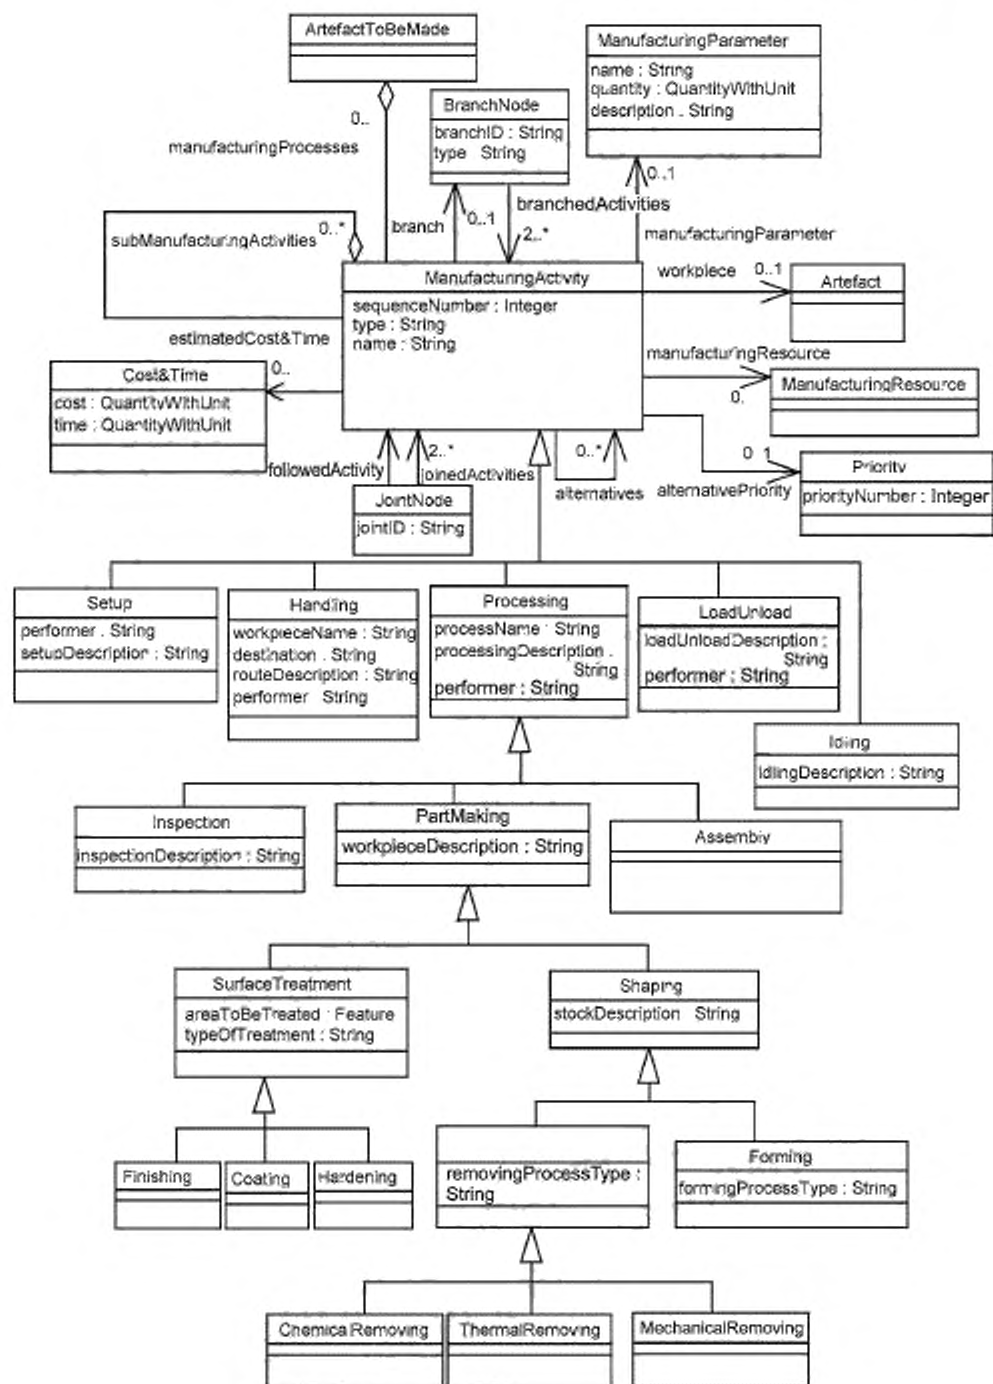 ArtefactToBeMade
0..
manufacturingProcesses
BranchNode
branchID : String
type String
ManufacturingParameter
name : String
quantity : QuantityWithUnit
description . String
0..1
branchedActivities
manufacturingParameter
subManufacturingActivities
0..*
branch
0..1
2..*
ManufacturingActivity
sequenceNumber : Integer
type : String
name : String
workpiece
0..1
Artefact
estimatedCost&Time
0..
Cost&Time
cost : QuantityWithUnit
time : QuantityWithUnit
manufacturingResource
0.
ManufacturingResource
followedActivity
2..*
joinedActivities
0..*
alternatives
0 1
alternativePriority
Priority
priorityNumber : Integer
JointNode
jointID : String
Setup
performer . String
setupDescription : String
Handling
workpieceName : String
destination . String
routeDescription : String
performer String
Processing
processName : String
processingDescription .
String
performer : String
LoadUnload
loadUnloadDescription :
String
performer : String
Idling
IdlingDescription : String
Inspection
inspectionDescription : String
PartMaking
workpieceDescription : String
Assembly
SurfaceTreatment
areaToBeTreated : Feature
typeOfTreatment : String
Shaping
stockDescription String
Finishing
Coating
Hardening
removingProcessType :
String
Forming
formingProcessType : String
ChemicalRemoving
ThermalRemoving
MechanicalRemoving